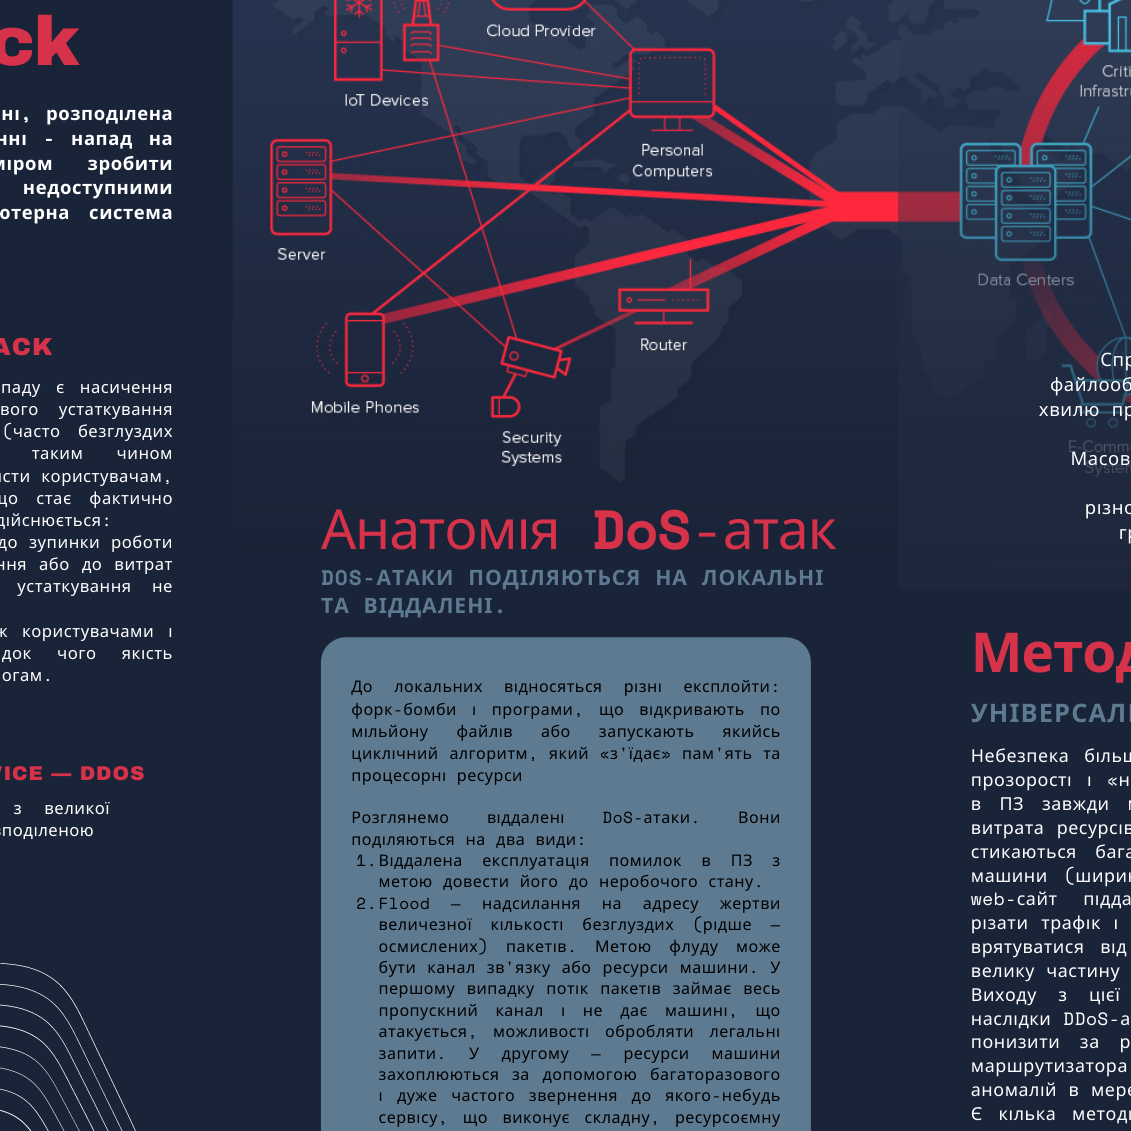 ck
ні, розподілена
нні - напад на
міром зробити
недоступними
ютерна система
ACK
паду є насичення
вого устаткування
(часто безглуздих
таким чином
сти користувачам,
що стає фактично
дійснюється:
до зупинки роботи
ння або до витрат
устаткування не
ж користувачами і
док чого якість
огам.
VICE — DDOS
з великої
зподіленою
Cloud Provider
IoT Devices
Personal
Computers
Server
Router
Mobile Phones
Security
Systems
Criti
Infrastru
Data Centers
E-Comm
System
Спр
файлооб
хвилю пр
Масов
різно
гр
Анатомія DoS-атак
DOS-АТАКИ ПОДІЛЯЮТЬСЯ НА ЛОКАЛЬНІ
ТА ВІДДАЛЕНІ.
До локальних відносяться різні експлойти:
форк-бомби і програми, що відкривають по
мільйону файлів або запускають якийсь
циклічний алгоритм, який «з'їдає» пам'ять та
процесорні ресурси
Розглянемо віддалені DoS-атаки. Вони
поділяються на два види:
1. Віддалена експлуатація помилок в ПЗ з
метою довести його до неробочого стану.
2. Flood — надсилання на адресу жертви
величезної кількості безглуздих (рідше —
осмислених) пакетів. Метою флуду може
бути канал зв'язку або ресурси машини. У
першому випадку потік пакетів займає весь
пропускний канал і не дає машині, що
атакується, можливості обробляти легальні
запити. У другому — ресурси машини
захоплюються за допомогою багаторазового
і дуже частого звернення до якого-небудь
сервісу, що виконує складну, ресурсоємну
Метод
УНІВЕРСАЛЬ
Небезпека більш
прозорості і «н
в ПЗ завжди м
витрата ресурсів
стикаються бага
машини (ширин
web-сайт підда
різати трафік і
врятуватися від
велику частину
Виходу з цієї
наслідки DDoS-а
понизити за р
маршрутизатора
аномалій в мере
Є кілька методі